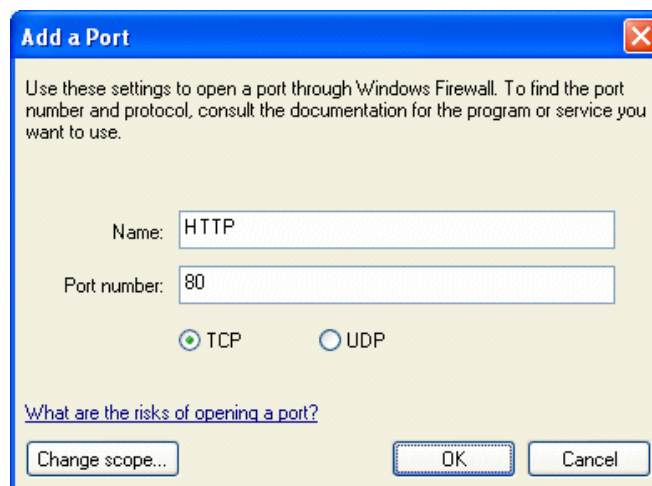 Add a Port
Use these settings to open a port through Windows Firewall. To find the port
number and protocol, consult the documentation for the program or service you
want to use.
Name: HTTP
Port number: 80
TCP UDP
What are the risks of opening a port?
Change scope... OK Cancel